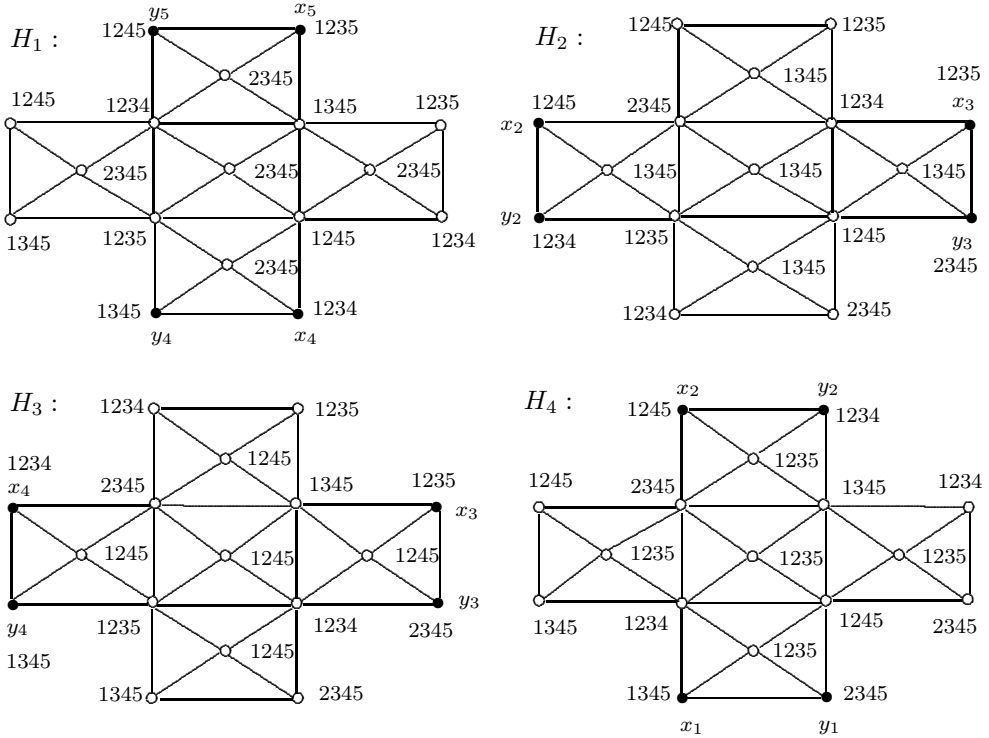 H₁ :
y₅ x₅
1245 1235
2345
1245 1234 1345 1235
2345 2345 2345
1345 1235 1245 1234
2345
1345 1234
y₄ x₄
H₂ :
1245 1235
1345
1235
1245 2345 1234 x₃
x₂
1345 1345 1345
y₂
1234 1235 1245 y₃
2345
1345
1234 2345
H₃ :
1234 1235
1245
1234
x₄ 2345 1345 1235
x₃
1245 1245 1245
y₃
y₄ 1235 1234 2345
1345
1245
1345 2345
H₄ :
x₂ y₂
1245 1234
1235
1245 2345 1345 1234
1235 1235 1235
1345 1234 1245 2345
1235
1345 2345
x₁ y₁